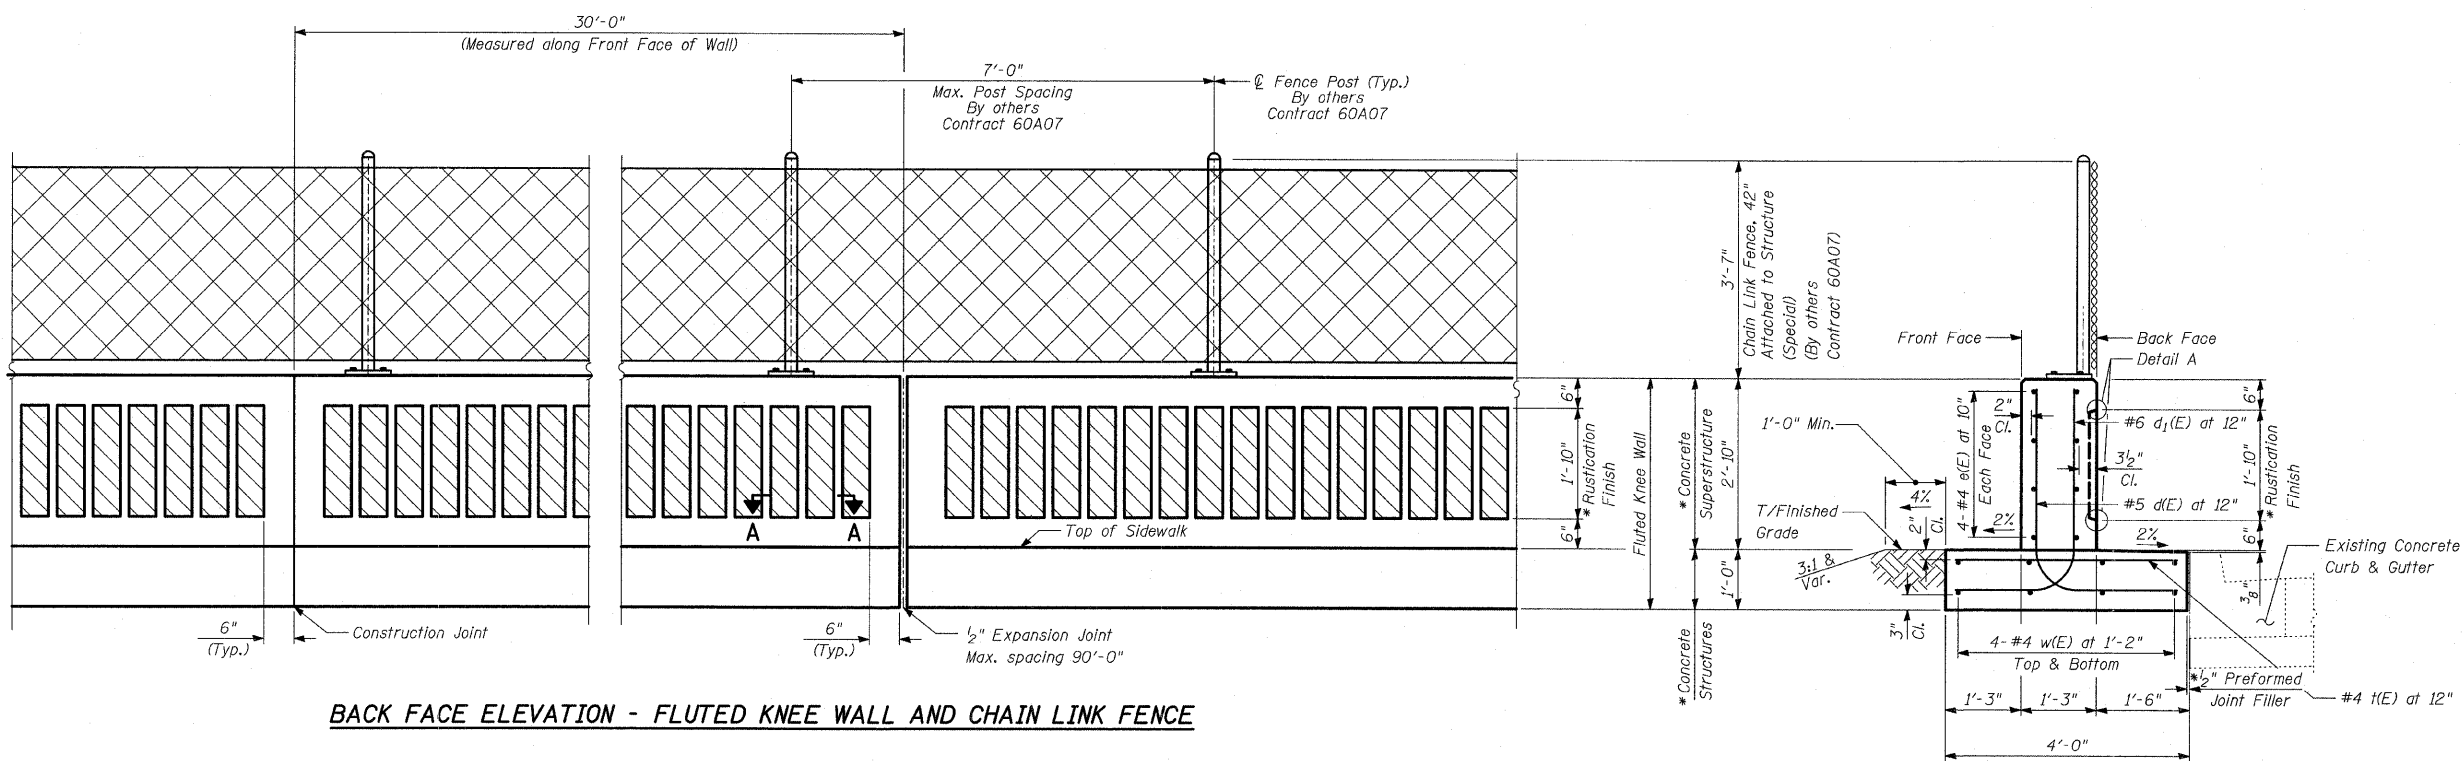 30'-0"
(Measured along Front Face of Wall)
7'-0"
Max. Post Spacing
By others
Contract 60A07
℄ Fence Post (Typ.)
By others
Contract 60A07
3'-7"
Chain Link Fence, 42"
Attached to Structure
(Special)
(By others
Contract 60A07)
Front Face
Back Face
Detail A
6"
1'-10"
*Rustication
Finish
6"
Fluted Knee Wall
*Concrete
Superstructure
2'-10"
1'-0"
*Concrete
Structures
1'-0" Min.
4%
T/Finished
Grade
3:1 &
Var.
2"
Cl.
3"
Cl.
4-#4 e(E) at 10"
Each Face
2"
Cl.
2%
#6 d1(E) at 12"
3½"
Cl.
#5 d(E) at 12"
2%
6"
1'-10"
*Rustication
Finish
6"
3/8"
Existing Concrete
Curb & Gutter
A
A
Top of Sidewalk
6"
(Typ.)
Construction Joint
6"
(Typ.)
½" Expansion Joint
Max. spacing 90'-0"
4-#4 w(E) at 1'-2"
Top & Bottom
*½" Preformed
Joint Filler
#4 t(E) at 12"
1'-3"
1'-3"
1'-6"
4'-0"
BACK FACE ELEVATION - FLUTED KNEE WALL AND CHAIN LINK FENCE